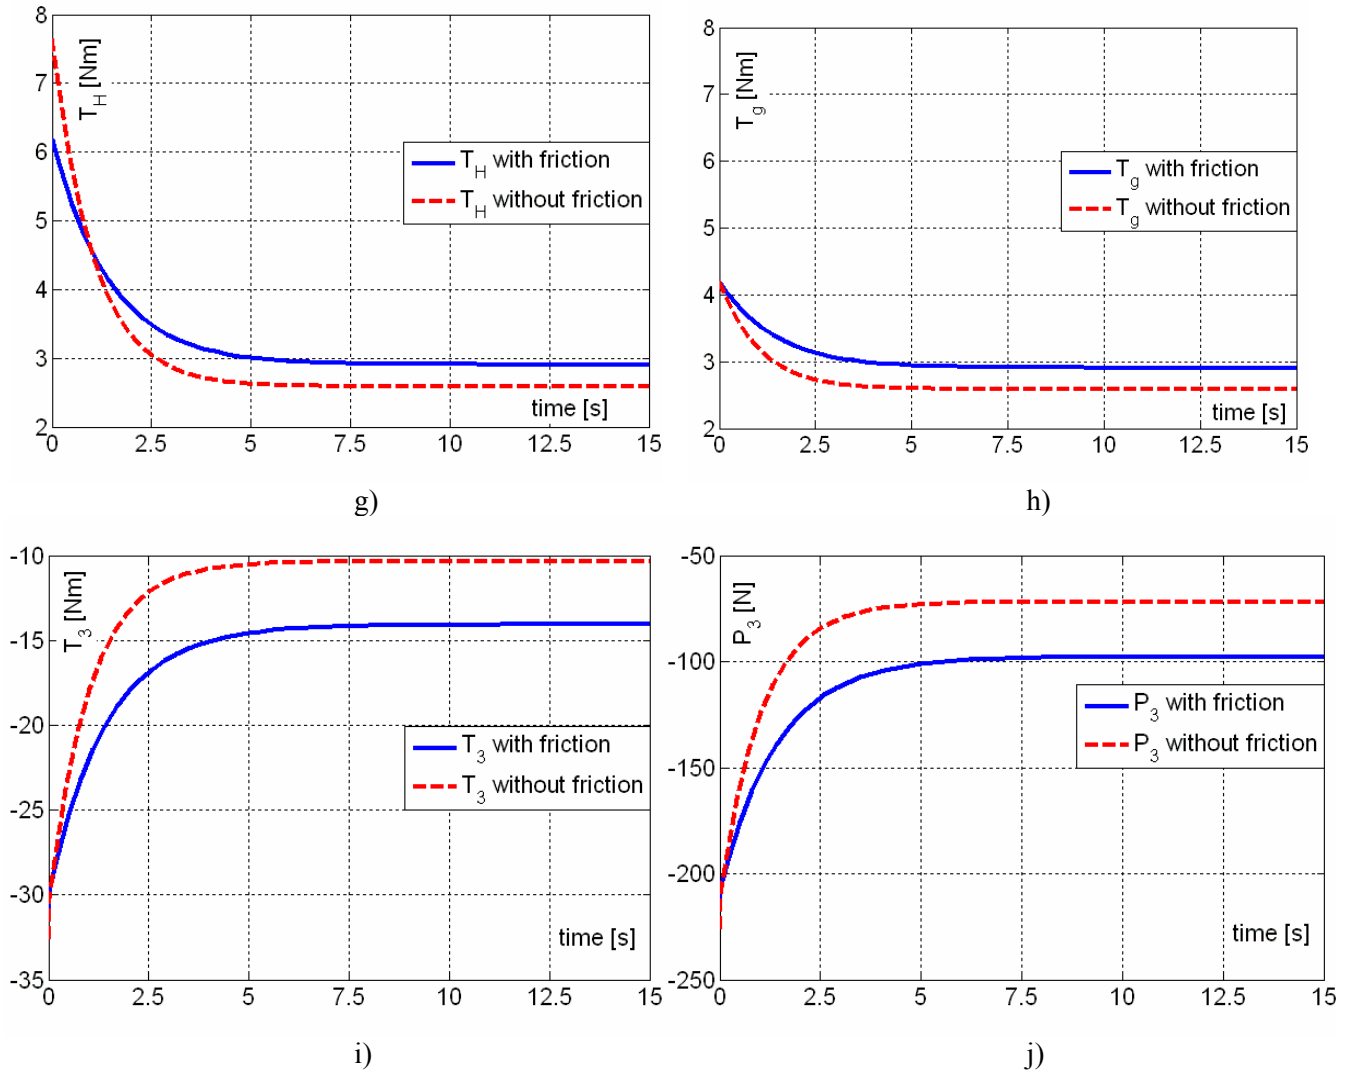 8
7
6
5
4
3
2
T_H [Nm]
T_H with friction
T_H without friction
time [s]
0 2.5 5 7.5 10 12.5 15
g)
8
7
6
5
4
3
2
T_g [Nm]
T_g with friction
T_g without friction
time [s]
0 2.5 5 7.5 10 12.5 15
h)
-10
-15
-20
-25
-30
-35
T_3 [Nm]
T_3 with friction
T_3 without friction
time [s]
0 2.5 5 7.5 10 12.5 15
i)
-50
-100
-150
-200
-250
P_3 [N]
P_3 with friction
P_3 without friction
time [s]
0 2.5 5 7.5 10 12.5 15
j)